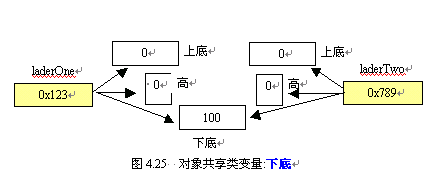 0 上底 0 上底
laderOne laderTwo
0 高 0 高
0x123 0x789
100
下底
图 4.25 对象共享类变量:下底